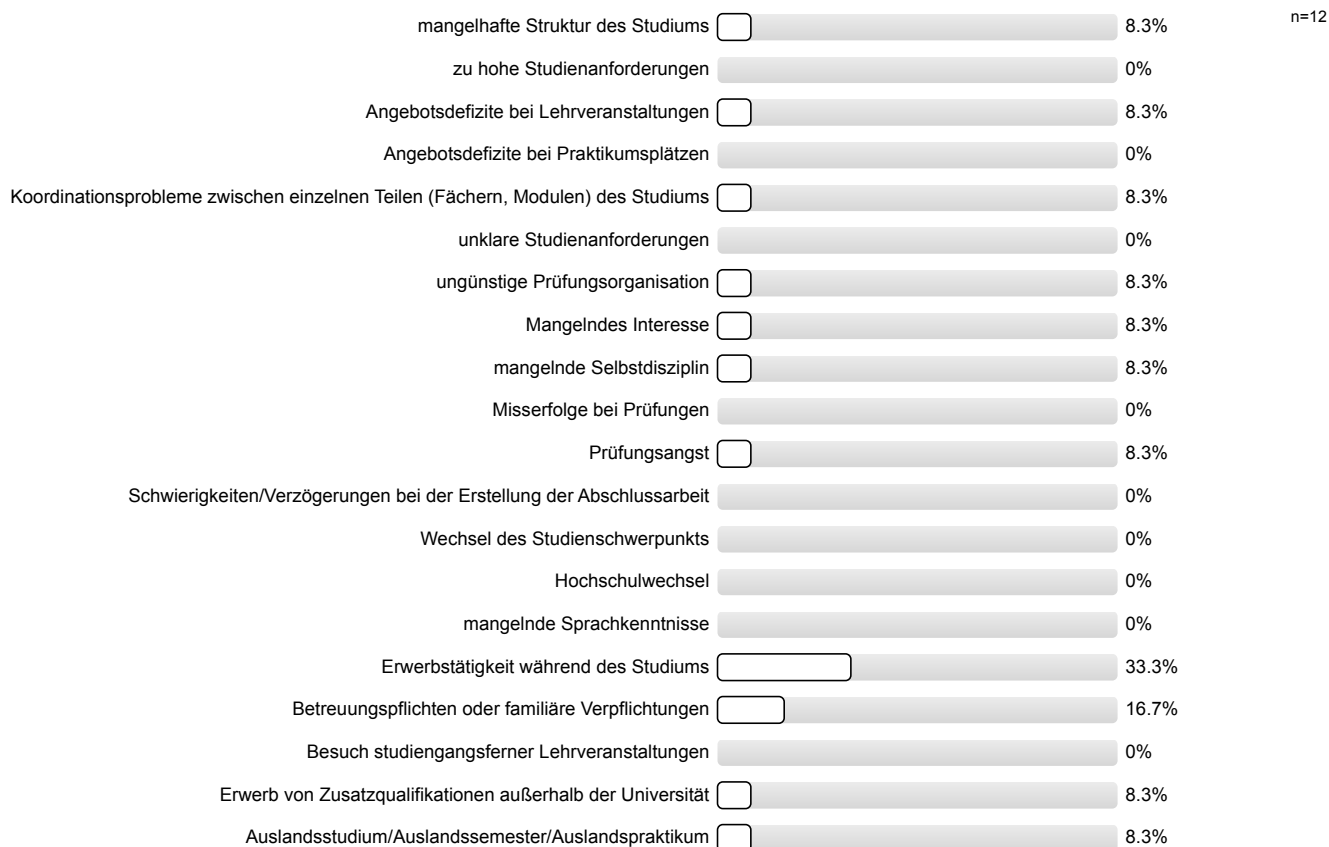 n=12
mangelhafte Struktur des Studiums 8.3%
zu hohe Studienanforderungen 0%
Angebotsdefizite bei Lehrveranstaltungen 8.3%
Angebotsdefizite bei Praktikumsplätzen 0%
Koordinationsprobleme zwischen einzelnen Teilen (Fächern, Modulen) des Studiums 8.3%
unklare Studienanforderungen 0%
ungünstige Prüfungsorganisation 8.3%
Mangelndes Interesse 8.3%
mangelnde Selbstdisziplin 8.3%
Misserfolge bei Prüfungen 0%
Prüfungsangst 8.3%
Schwierigkeiten/Verzögerungen bei der Erstellung der Abschlussarbeit 0%
Wechsel des Studienschwerpunkts 0%
Hochschulwechsel 0%
mangelnde Sprachkenntnisse 0%
Erwerbstätigkeit während des Studiums 33.3%
Betreuungspflichten oder familiäre Verpflichtungen 16.7%
Besuch studiengangsferner Lehrveranstaltungen 0%
Erwerb von Zusatzqualifikationen außerhalb der Universität 8.3%
Auslandsstudium/Auslandssemester/Auslandspraktikum 8.3%